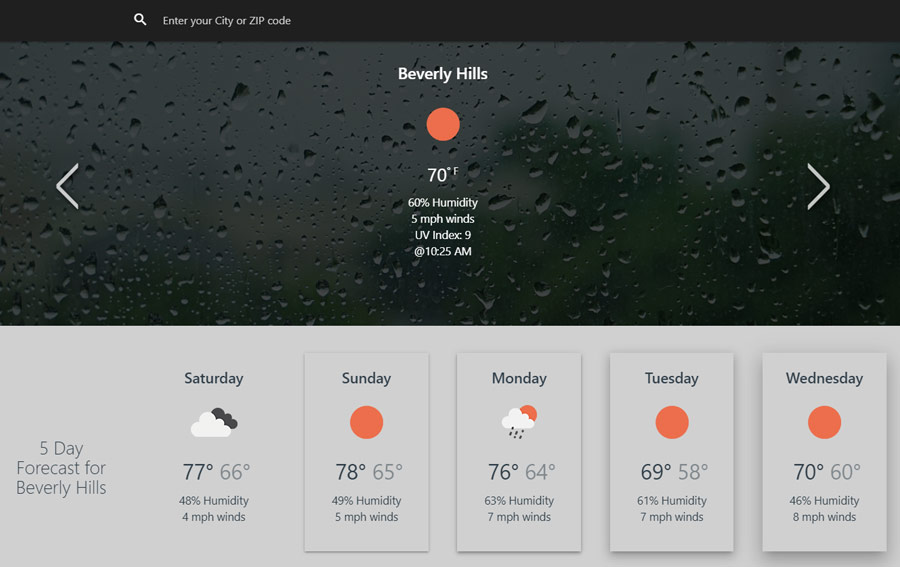 Enter your City or ZIP code
Beverly Hills
70° F
60% Humidity
5 mph winds
UV Index: 9
@10:25 AM
5 Day
Forecast for
Beverly Hills
Saturday
77° 66°
48% Humidity
4 mph winds
Sunday
78° 65°
49% Humidity
5 mph winds
Monday
76° 64°
63% Humidity
7 mph winds
Tuesday
69° 58°
61% Humidity
7 mph winds
Wednesday
70° 60°
46% Humidity
8 mph winds